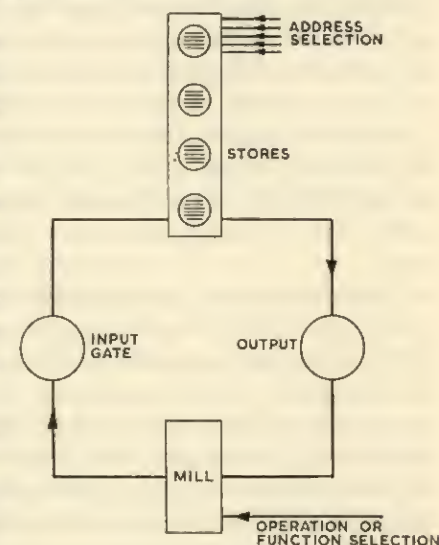 ADDRESS
SELECTION
STORES
INPUT
GATE
OUTPUT
MILL
OPERATION OR
FUNCTION SELECTION